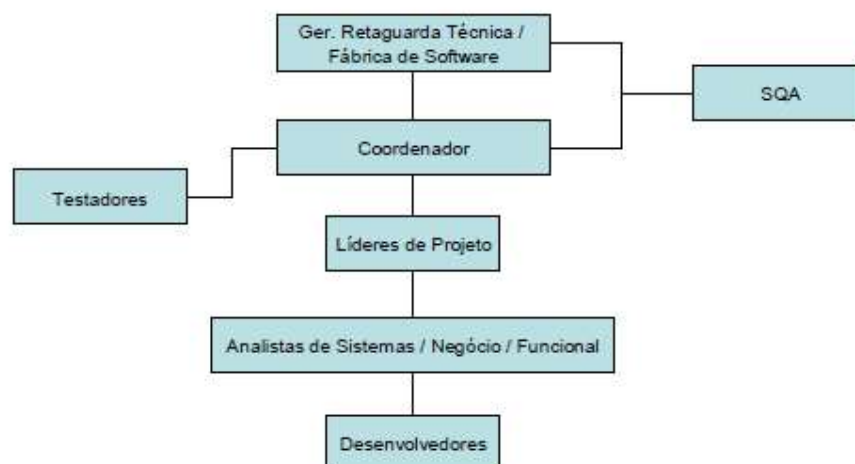 Ger. Retaguarda Técnica /
Fábrica de Software
SQA
Coordenador
Testadores
Líderes de Projeto
Analistas de Sistemas / Negócio / Funcional
Desenvolvedores